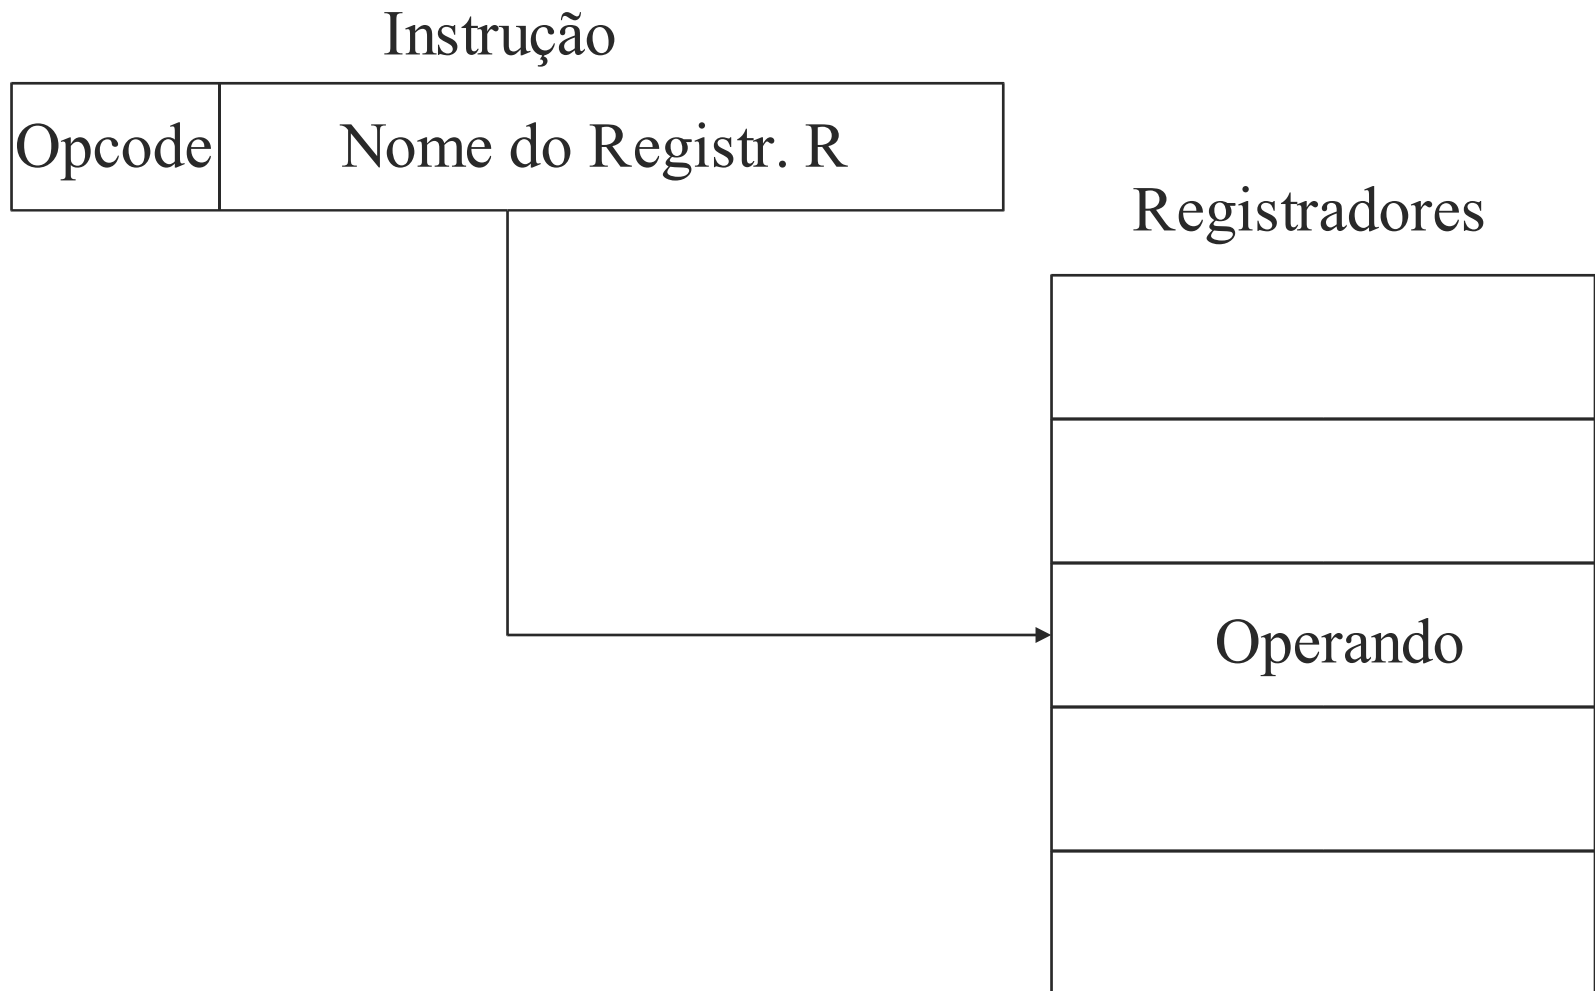 Instrução
Opcode
Nome do Registr. R
Registradores
Operando